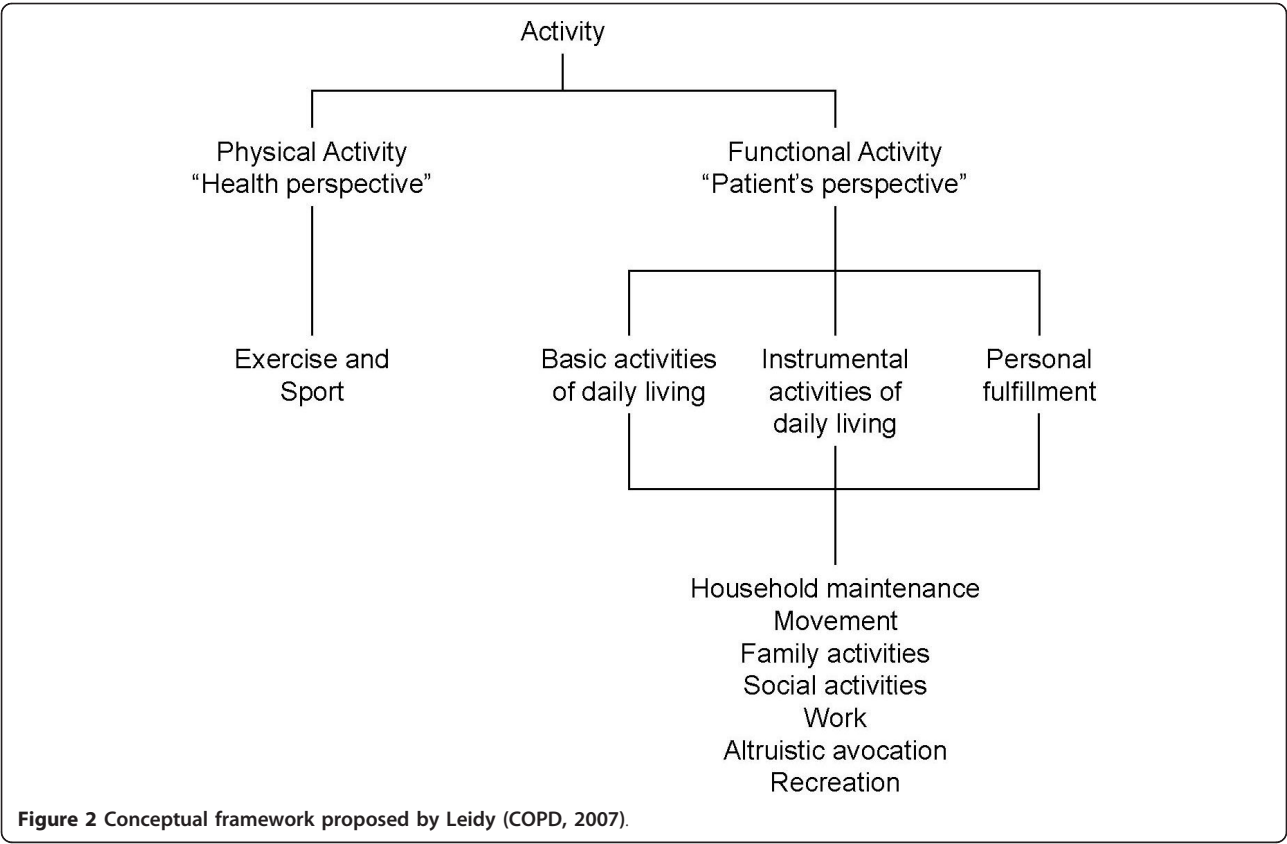 Activity
Physical Activity
“Health perspective”
Functional Activity
“Patient’s perspective”
Exercise and
Sport
Basic activities
of daily living
Instrumental
activities of
daily living
Personal
fulfillment
Household maintenance
Movement
Family activities
Social activities
Work
Altruistic avocation
Recreation
Figure 2 Conceptual framework proposed by Leidy (COPD, 2007).